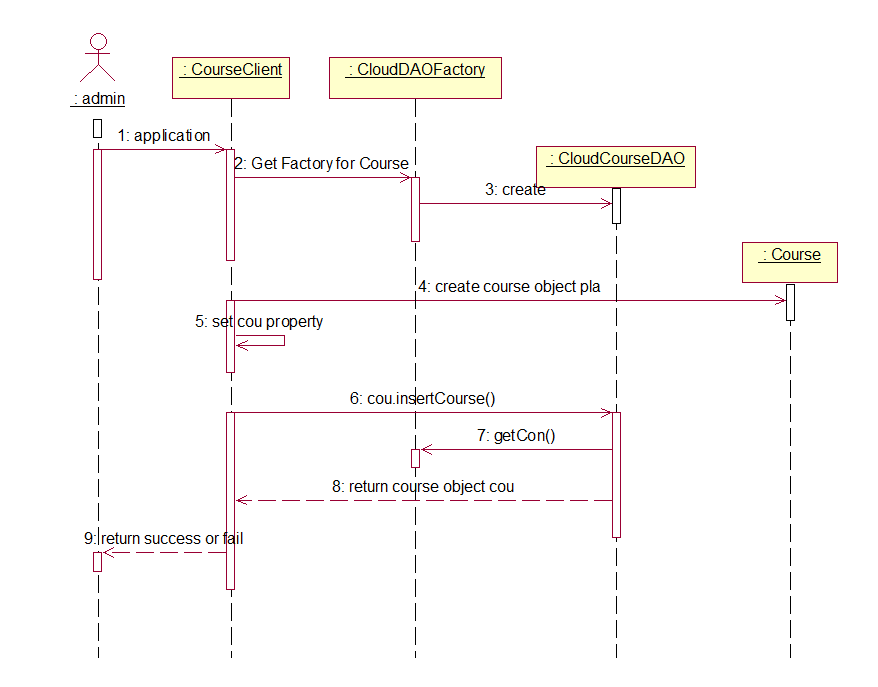 : CourseClient
: CloudDAOFactory
: admin
1: application
2: Get Factory for Course
: CloudCourseDAO
3: create
: Course
4: create course object pla
5: set cou property
6: cou.insertCourse()
7: getCon()
8: return course object cou
9: return success or fail